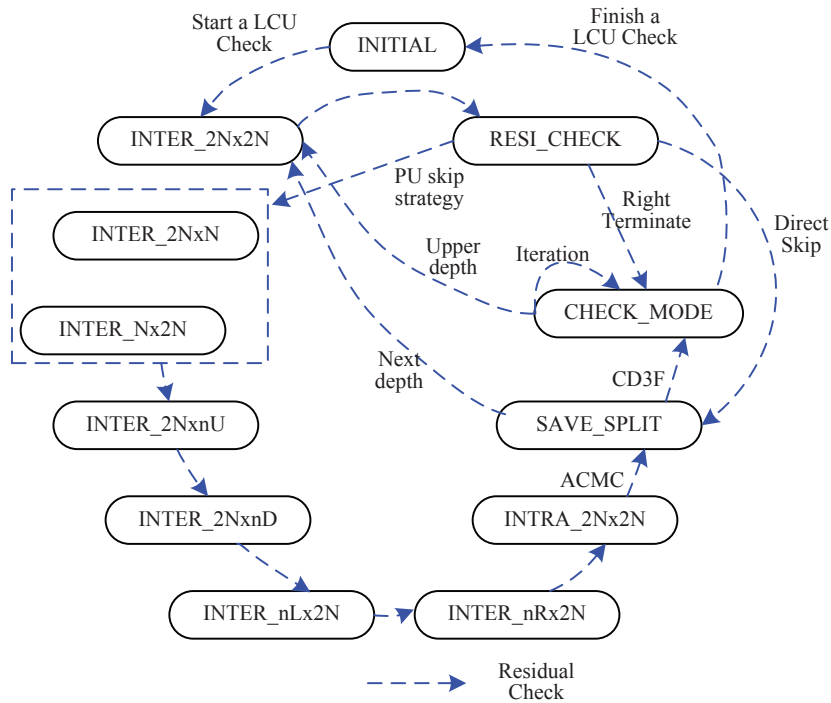 Start a LCU
Check
INITIAL
Finish a
LCU Check
INTER_2Nx2N
RESI_CHECK
PU skip
strategy
Right
Terminate
Direct
Skip
INTER_2NxN
Upper
depth
Iteration
CHECK_MODE
INTER_Nx2N
Next
depth
CD3F
INTER_2NxnU
SAVE_SPLIT
ACMC
INTER_2NxnD
INTRA_2Nx2N
INTER_nLx2N
INTER_nRx2N
Residual
Check